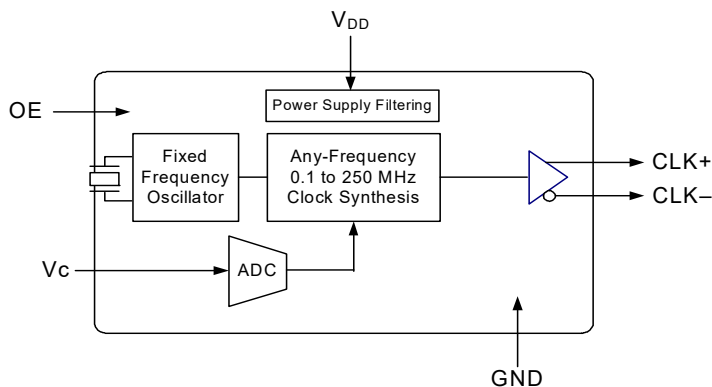 VDD
Power Supply Filtering
OE
Fixed
Frequency
Oscillator
Any-Frequency
0.1 to 250 MHz
Clock Synthesis
CLK+
CLK–
Vc
ADC
GND